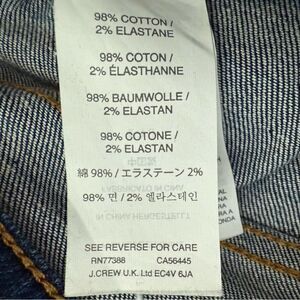 98% COTTON /
2% ELASTANE
98% COTON /
2% ÉLASTHANNE
98% BAUMWOLLE /
2% ELASTAN
98% COTONE /
2% ELASTAN
綿 98% / エラステーン 2%
98% 면 / 2% 엘라스테인
SEE REVERSE FOR CARE
RN77388 CA56445
J.CREW U.K. Ltd EC4V 6JA